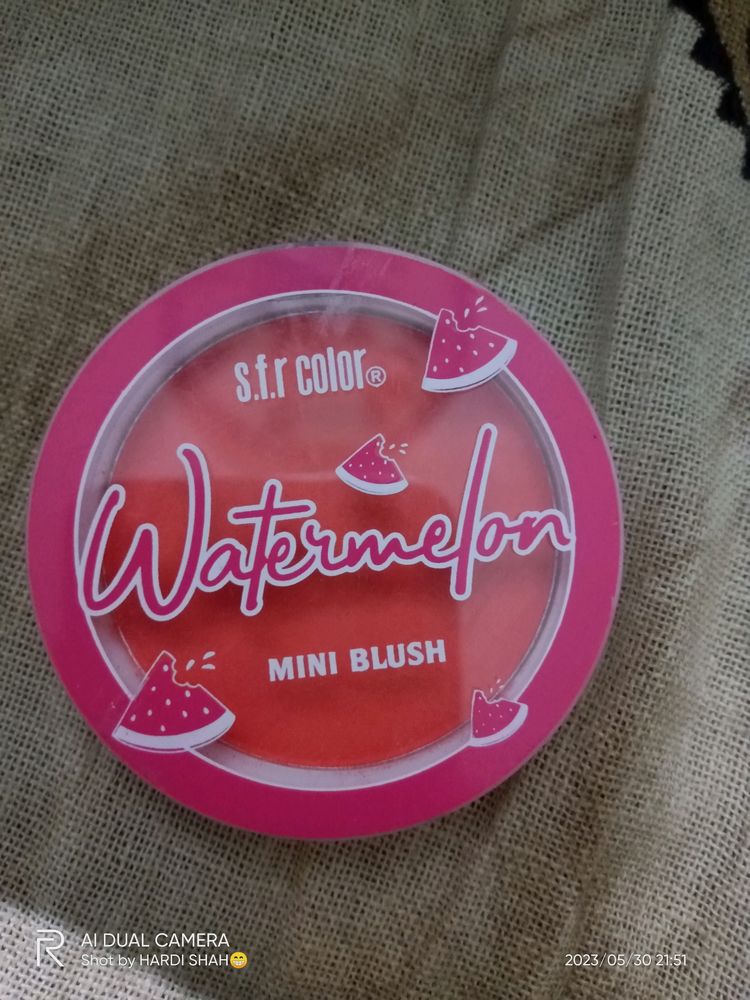 s.f.r color®
Watermelon
MINI BLUSH
R
AI DUAL CAMERA
Shot by HARDI SHAH😁
2023/05/30 21:51